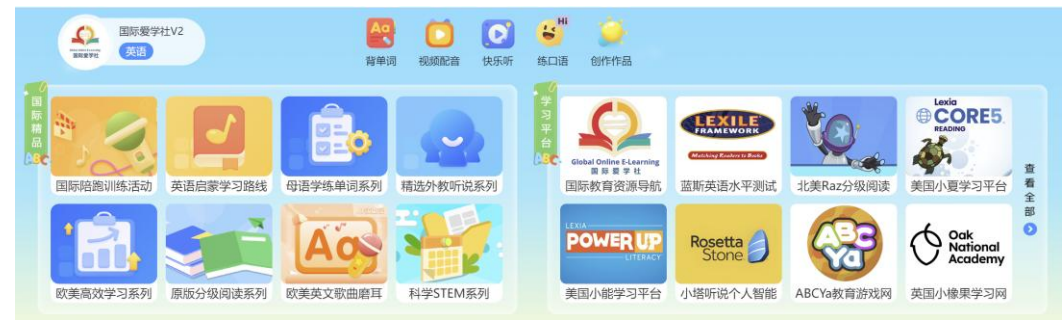 国际爱学社V2
英语
国际爱学社
Aα
Hi
背单词
视频配音
快乐听
练口语
创作作品
国际精品
ABC
国际陪跑训练活动
英语启蒙学习路线
母语学练单词系列
精选外教听说系列
Aa
欧美高效学习系列
原版分级阅读系列
欧美英文歌曲磨耳
科学STEM系列
学习平台
ABC
Global Online E-Learning
国际爱学社
LEXILE
FRAMEWORK
Matching Readers to Books
Lexia
CORE5
READING
国际教育资源导航
蓝斯英语水平测试
北美Raz分级阅读
美国小夏学习平台
LEXIA
POWERUP
LITERACY
Rosetta
Stone
ABC
Ya
Oak
National
Academy
美国小能学习平台
小塔听说个人智能
ABCYa教育游戏网
英国小橡果学习网
查看全部